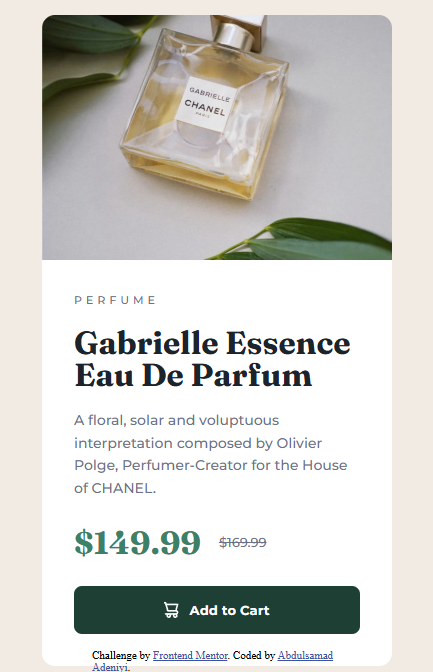 GABRIELLE
CHANEL
PARIS
PERFUME
Gabrielle Essence
Eau De Parfum
A floral, solar and voluptuous
interpretation composed by Olivier
Polge, Perfumer-Creator for the House
of CHANEL.
$149.99 $169.99
Add to Cart
Challenge by Frontend Mentor. Coded by Abdulsamad
Adeniyi.